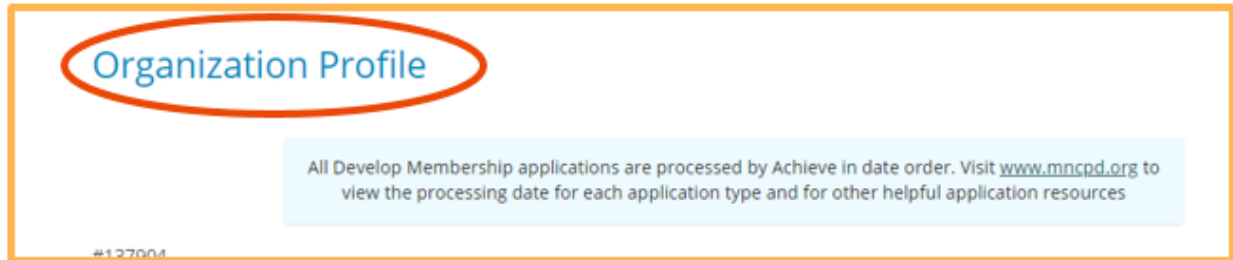 Organization Profile
All Develop Membership applications are processed by Achieve in date order. Visit www.mncpd.org to
view the processing date for each application type and for other helpful application resources
#137904